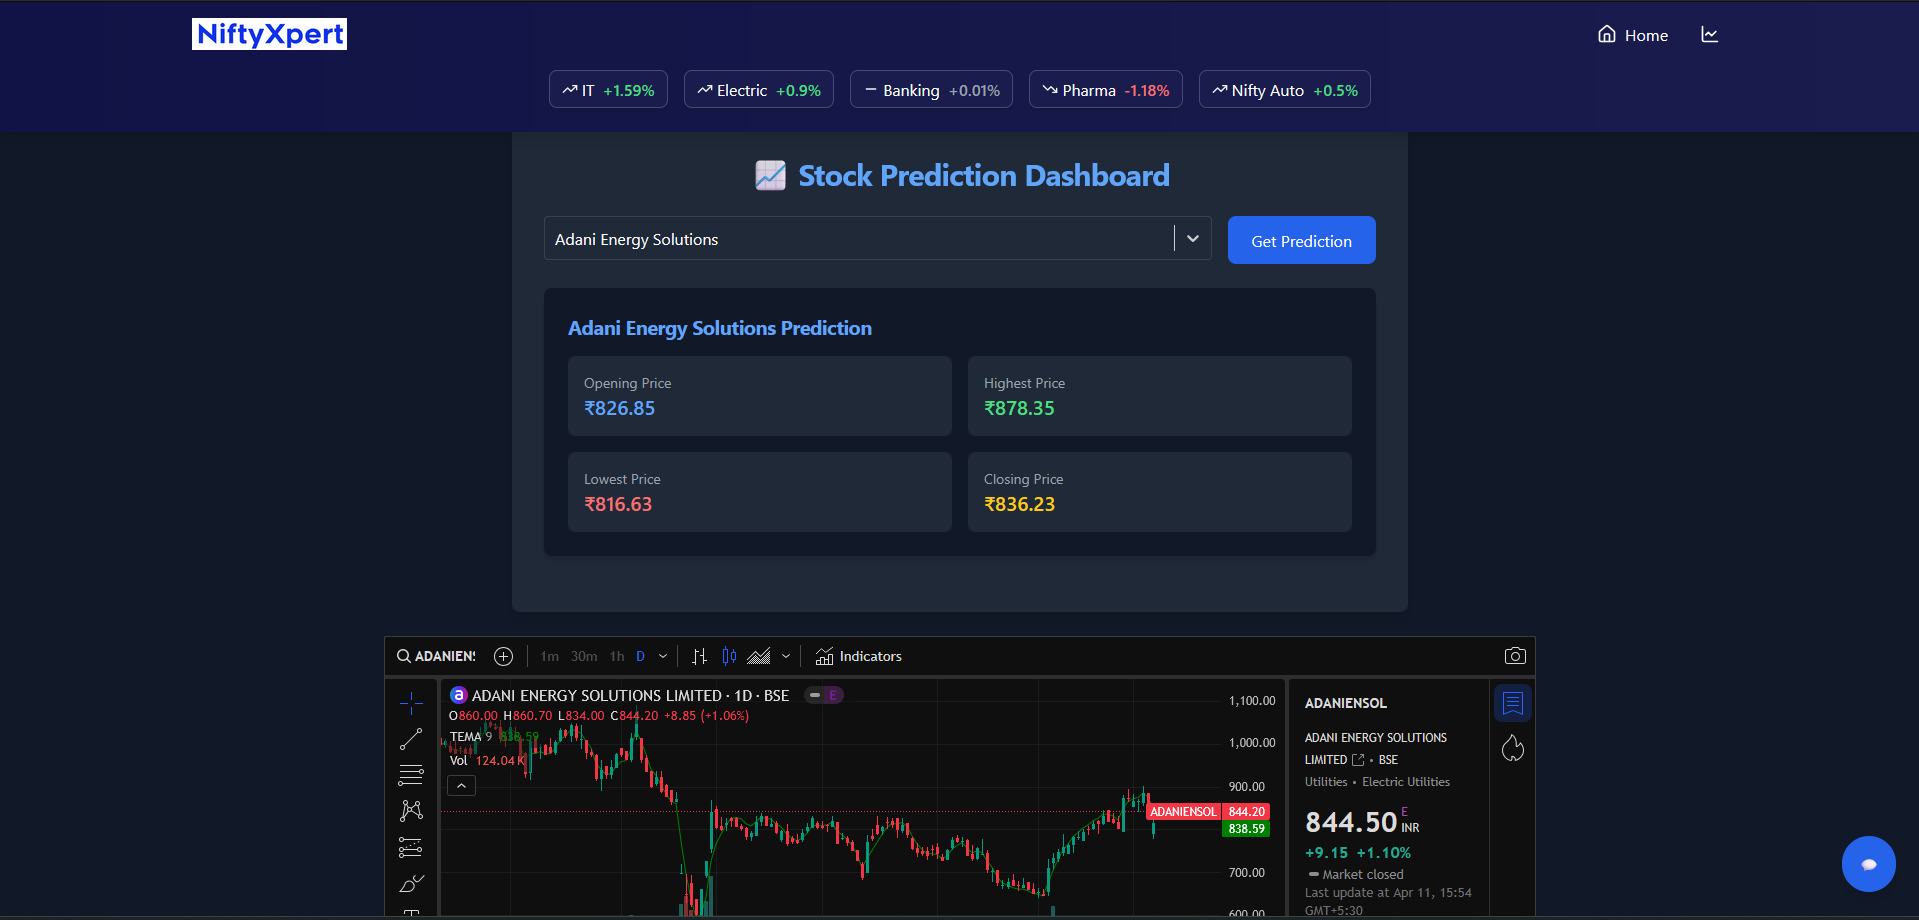 NiftyXpert
Home
IT +1.59%
Electric +0.9%
Banking +0.01%
Pharma -1.18%
Nifty Auto +0.5%
Stock Prediction Dashboard
Adani Energy Solutions
Get Prediction
Adani Energy Solutions Prediction
Opening Price
₹826.85
Highest Price
₹878.35
Lowest Price
₹816.63
Closing Price
₹836.23
ADANIEN
1m 30m 1h D
Indicators
a ADANI ENERGY SOLUTIONS LIMITED · 1D · BSE
E
O860.00 H860.70 L834.00 C844.20 +8.85 (+1.06%)
TEMA 9 838.59
Vol 124.04 K
1,100.00
1,000.00
900.00
ADANIENSOL 844.20
838.59
700.00
600.00
ADANIENSOL
ADANI ENERGY SOLUTIONS
LIMITED • BSE
Utilities • Electric Utilities
844.50 E INR
+9.15 +1.10%
Market closed
Last update at Apr 11, 15:54
GMT+5:30